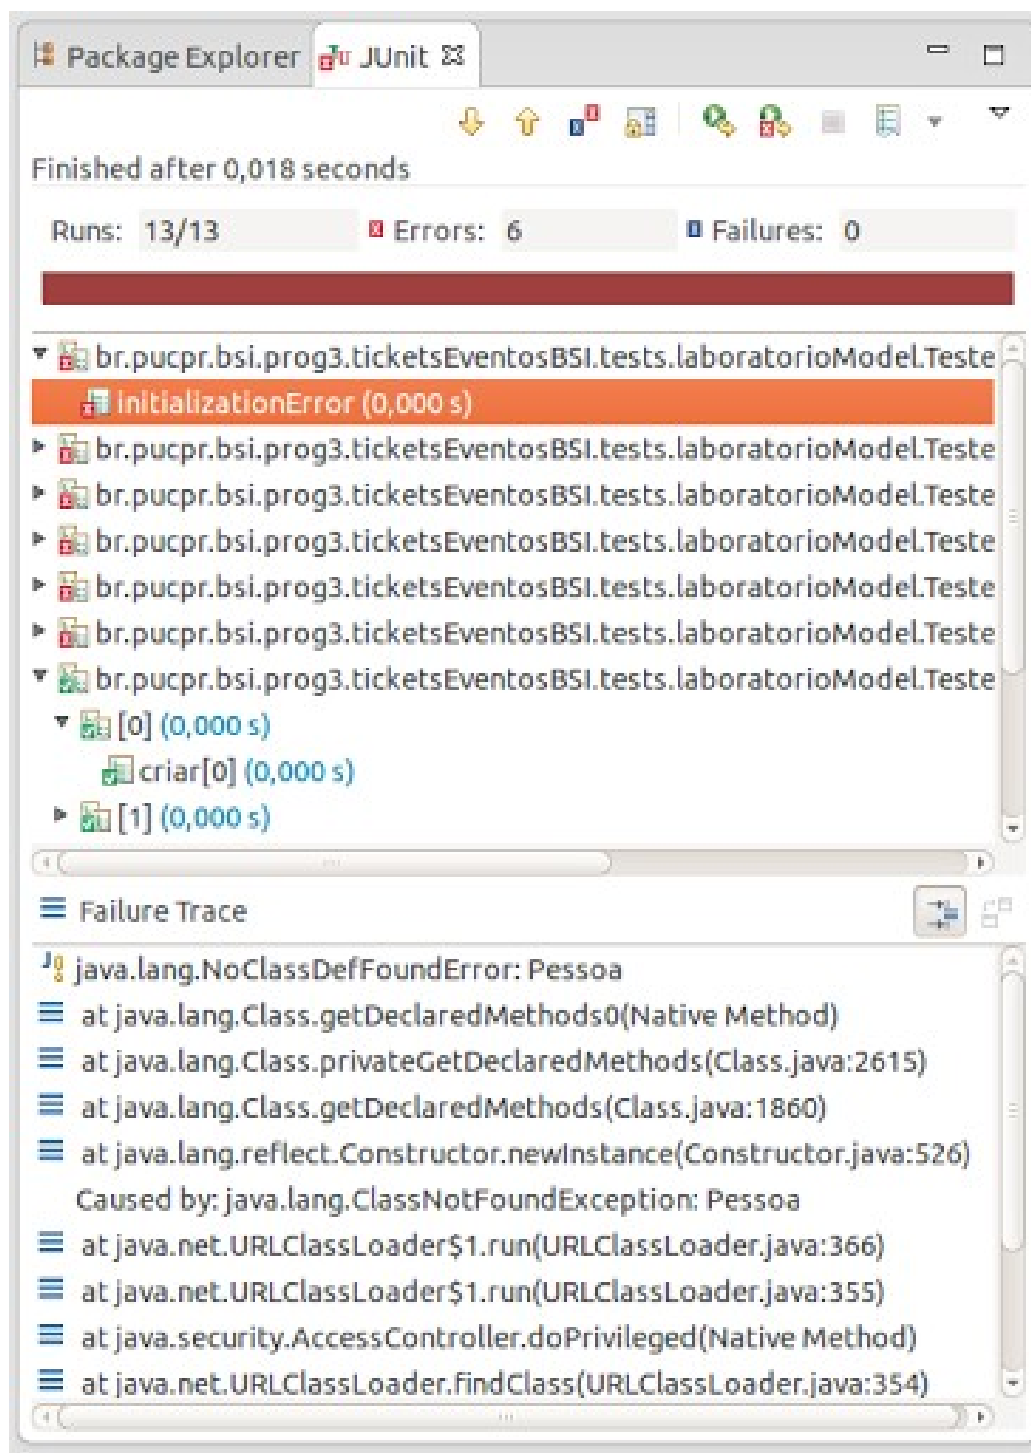 Package Explorer JUnit
Finished after 0,018 seconds
Runs: 13/13 Errors: 6 Failures: 0
br.pucpr.bsi.prog3.ticketsEventosBSI.tests.laboratorioModel.Teste
initializationError (0,000 s)
br.pucpr.bsi.prog3.ticketsEventosBSI.tests.laboratorioModel.Teste
br.pucpr.bsi.prog3.ticketsEventosBSI.tests.laboratorioModel.Teste
br.pucpr.bsi.prog3.ticketsEventosBSI.tests.laboratorioModel.Teste
br.pucpr.bsi.prog3.ticketsEventosBSI.tests.laboratorioModel.Teste
br.pucpr.bsi.prog3.ticketsEventosBSI.tests.laboratorioModel.Teste
br.pucpr.bsi.prog3.ticketsEventosBSI.tests.laboratorioModel.Teste
[0] (0,000 s)
criar[0] (0,000 s)
[1] (0,000 s)
Failure Trace
java.lang.NoClassDefFoundError: Pessoa
at java.lang.Class.getDeclaredMethods0(Native Method)
at java.lang.Class.privateGetDeclaredMethods(Class.java:2615)
at java.lang.Class.getDeclaredMethods(Class.java:1860)
at java.lang.reflect.Constructor.newInstance(Constructor.java:526)
Caused by: java.lang.ClassNotFoundException: Pessoa
at java.net.URLClassLoader$1.run(URLClassLoader.java:366)
at java.net.URLClassLoader$1.run(URLClassLoader.java:355)
at java.security.AccessController.doPrivileged(Native Method)
at java.net.URLClassLoader.findClass(URLClassLoader.java:354)